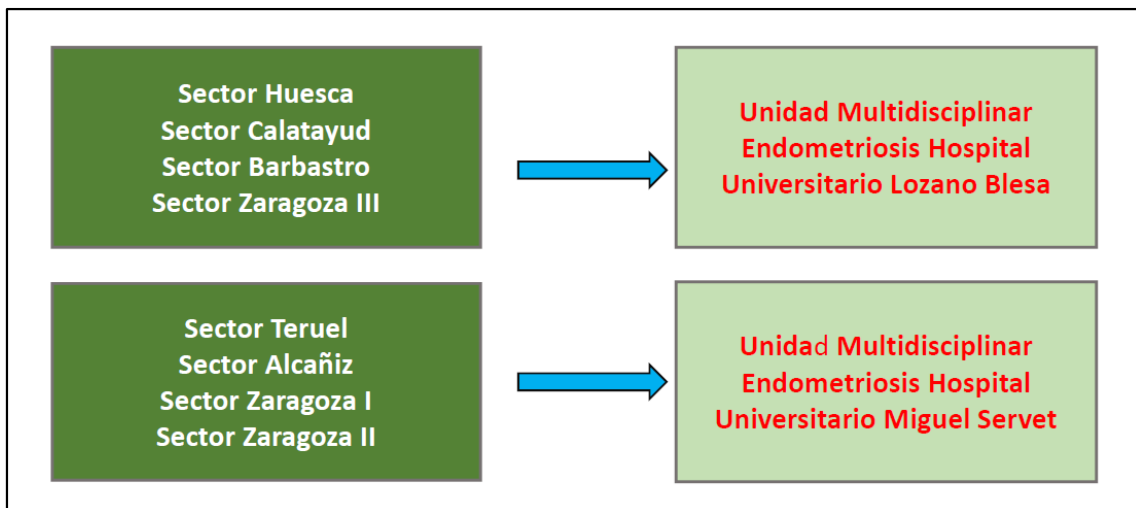 Sector Huesca
Sector Calatayud
Sector Barbastro
Sector Zaragoza III
Unidad Multidisciplinar
Endometriosis Hospital
Universitario Lozano Blesa
Sector Teruel
Sector Alcañiz
Sector Zaragoza I
Sector Zaragoza II
Unidad Multidisciplinar
Endometriosis Hospital
Universitario Miguel Servet